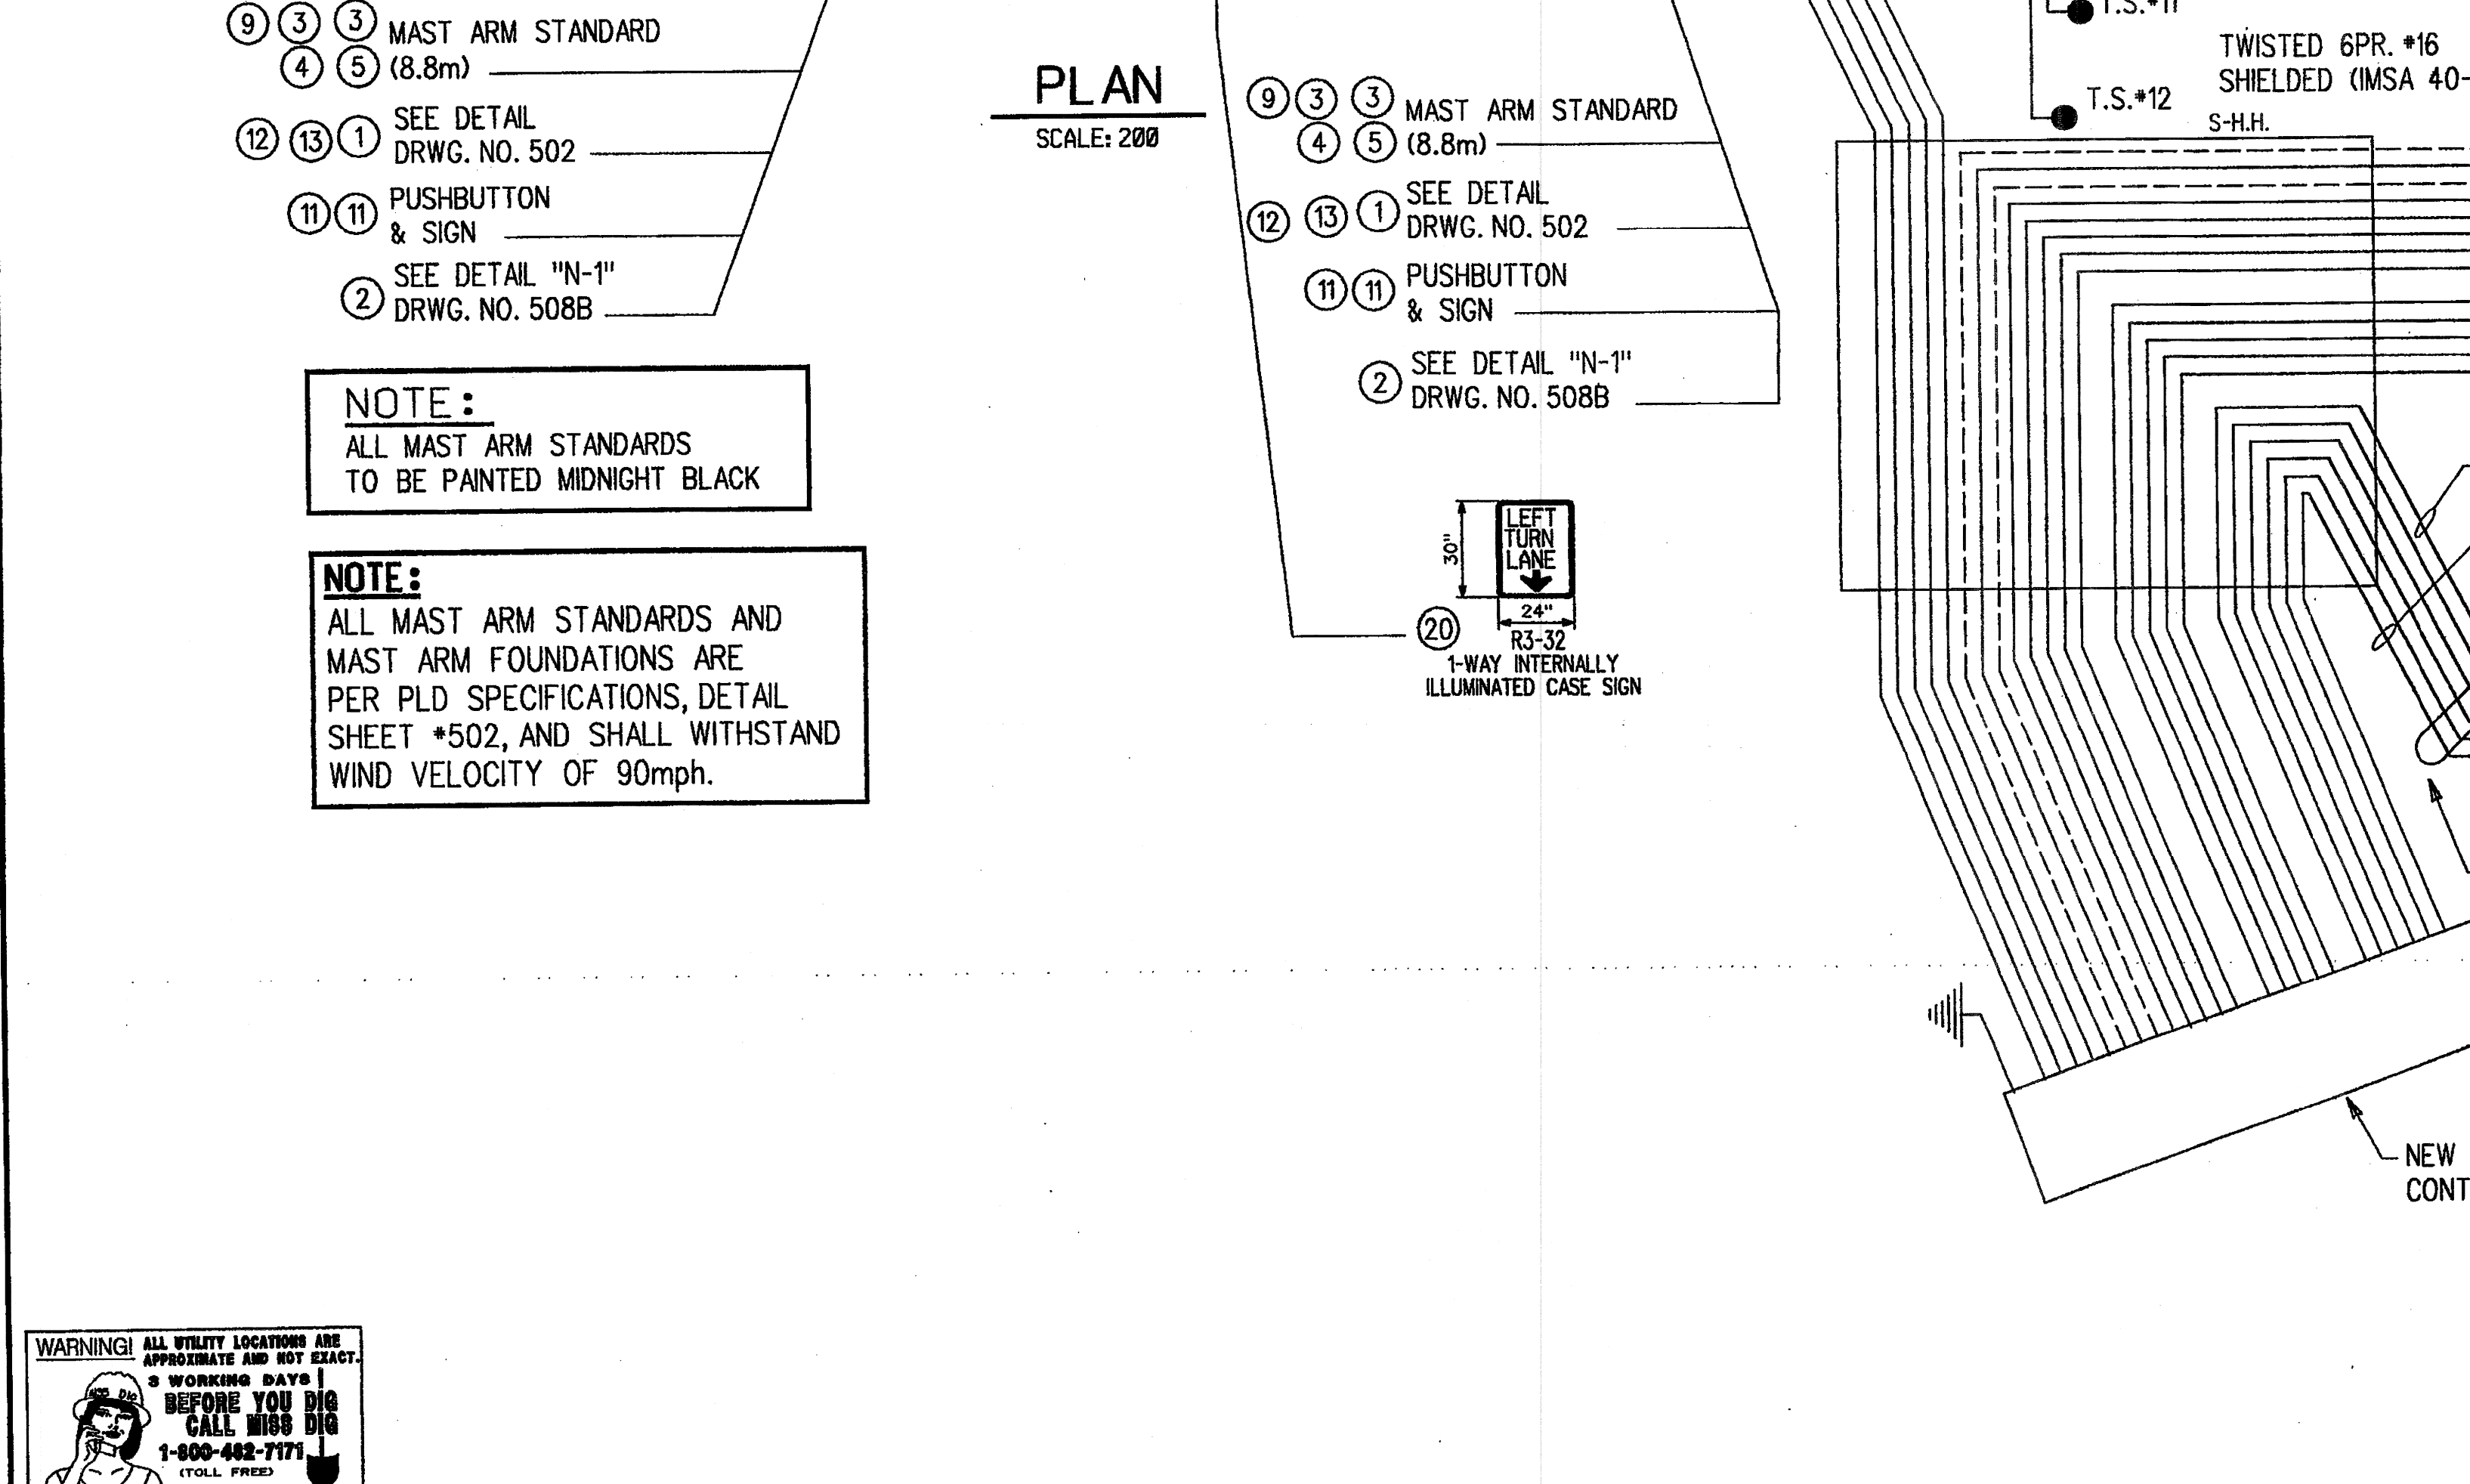 9 3 3 MAST ARM STANDARD
4 5 (8.8m)
12 13 1 SEE DETAIL
DRWG. NO. 502
11 11 PUSHBUTTON
& SIGN
2 SEE DETAIL "N-1"
DRWG. NO. 508B
NOTE:
ALL MAST ARM STANDARDS
TO BE PAINTED MIDNIGHT BLACK
NOTE:
ALL MAST ARM STANDARDS AND
MAST ARM FOUNDATIONS ARE
PER PLD SPECIFICATIONS, DETAIL
SHEET #502, AND SHALL WITHSTAND
WIND VELOCITY OF 90mph.
PLAN
SCALE: 200
9 3 3 MAST ARM STANDARD
4 5 (8.8m)
12 13 1 SEE DETAIL
DRWG. NO. 502
11 11 PUSHBUTTON
& SIGN
2 SEE DETAIL "N-1"
DRWG. NO. 508B
LEFT
TURN
LANE
30"
24"
20
R3-32
1-WAY INTERNALLY
ILLUMINATED CASE SIGN
T.S.#11
TWISTED 6PR. #16
SHIELDED (IMSA 40-
T.S.#12
S-H.H.
NEW
CONT
WARNING! ALL UTILITY LOCATIONS ARE
APPROXIMATE AND NOT EXACT.
3 WORKING DAYS
BEFORE YOU DIG
CALL MISS DIG
1-800-482-7171
(TOLL FREE)
MISS DIG